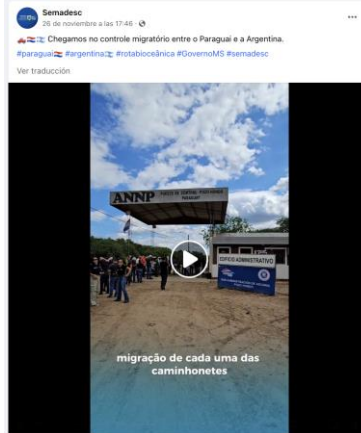 Semadesc
26 de noviembre a las 17:46
Chegamos no controle migratório entre o Paraguai e a Argentina.
#paraguai #argentina #rotabioceânica #GovernoMS #semadesc
Ver traducción
ANNP
PARAGUAY
EDIFICIO ADMINISTRATIVO
migração de cada uma das
caminhonetes